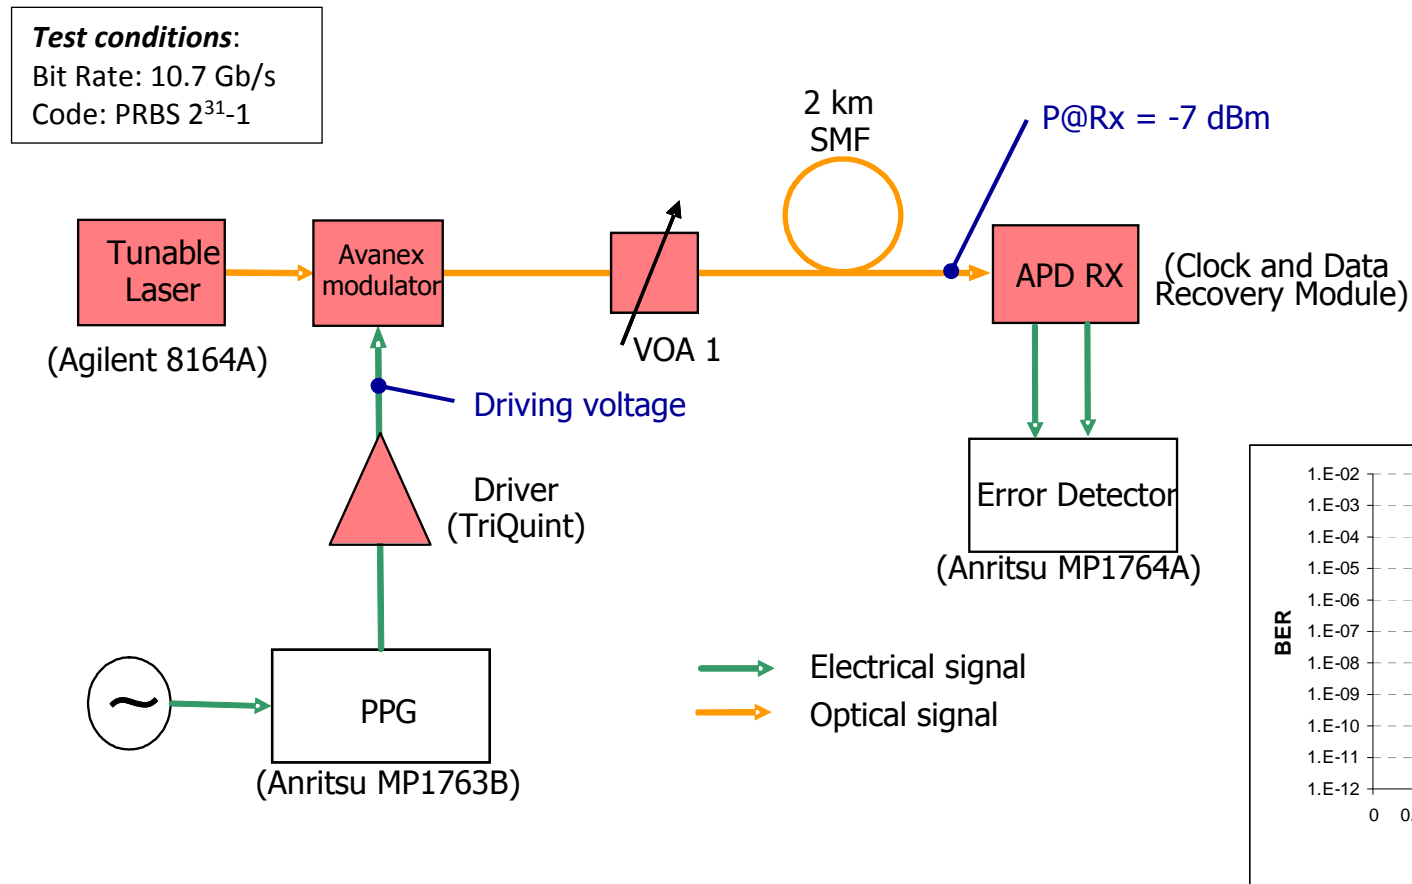 Test conditions:
Bit Rate: 10.7 Gb/s
Code: PRBS 2³¹-1
2 km
SMF
P@Rx = -7 dBm
Tunable
Laser
Avanex
modulator
APD RX
(Clock and Data
Recovery Module)
(Agilent 8164A)
VOA 1
Driving voltage
Driver
(TriQuint)
Error Detector
(Anritsu MP1764A)
~
PPG
(Anritsu MP1763B)
Electrical signal
Optical signal
BER
1.E-02
1.E-03
1.E-04
1.E-05
1.E-06
1.E-07
1.E-08
1.E-09
1.E-10
1.E-11
1.E-12
0